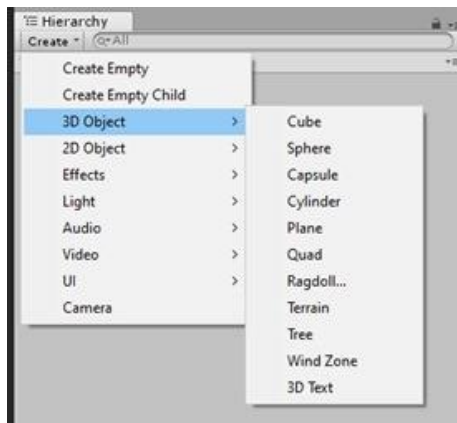 Hierarchy
Create
All
Create Empty
Create Empty Child
3D Object
2D Object
Effects
Light
Audio
Video
UI
Camera
Cube
Sphere
Capsule
Cylinder
Plane
Quad
Ragdoll...
Terrain
Tree
Wind Zone
3D Text